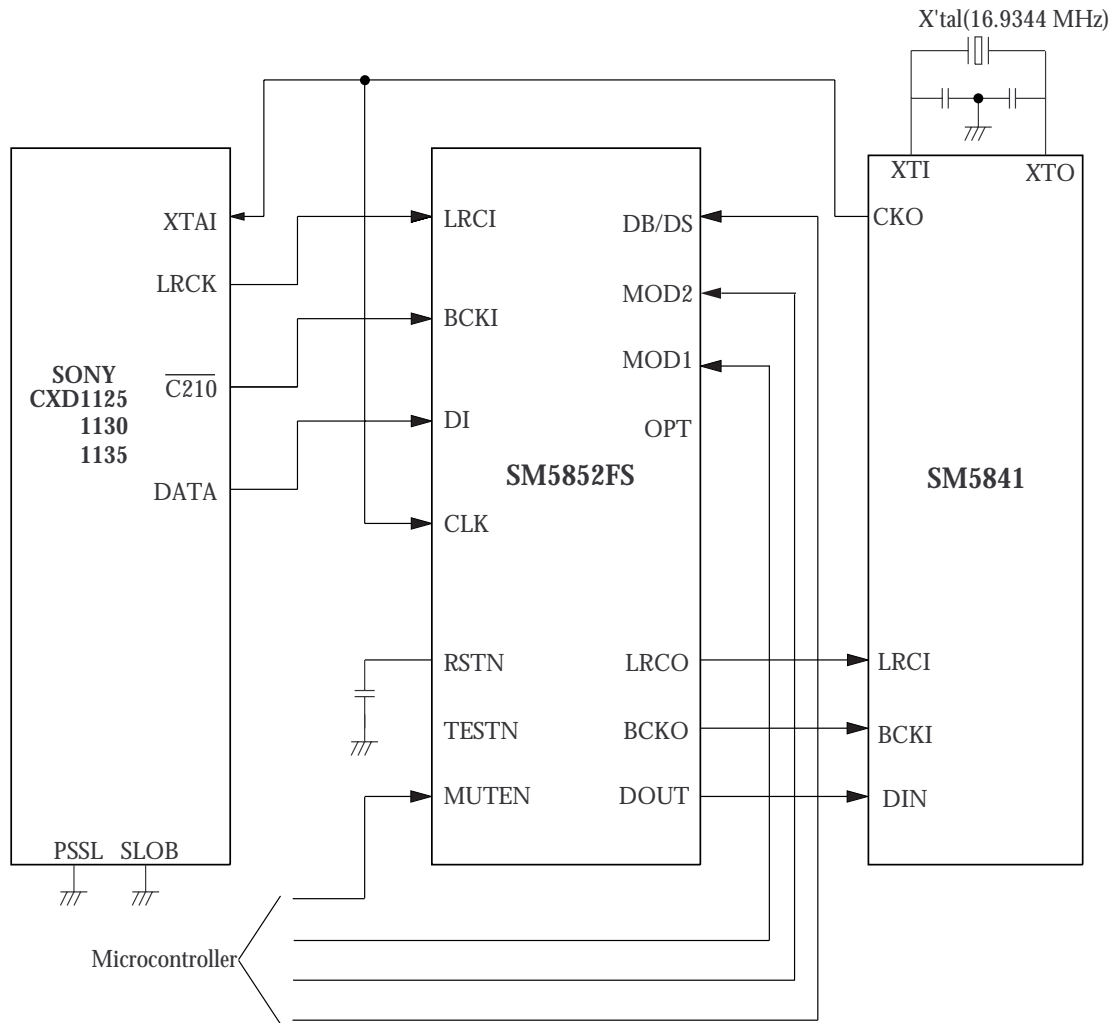 X'tal(16.9344 MHz)
XTI
XTO
XTAI
LRCK
C210
DATA
SONY
CXD1125
1130
1135
PSSL SLOB
LRCI
BCKI
DI
CLK
RSTN
TESTN
MUTEN
SM5852FS
DB/DS
MOD2
MOD1
OPT
LRCO
BCKO
DOUT
CKO
SM5841
LRCI
BCKI
DIN
Microcontroller